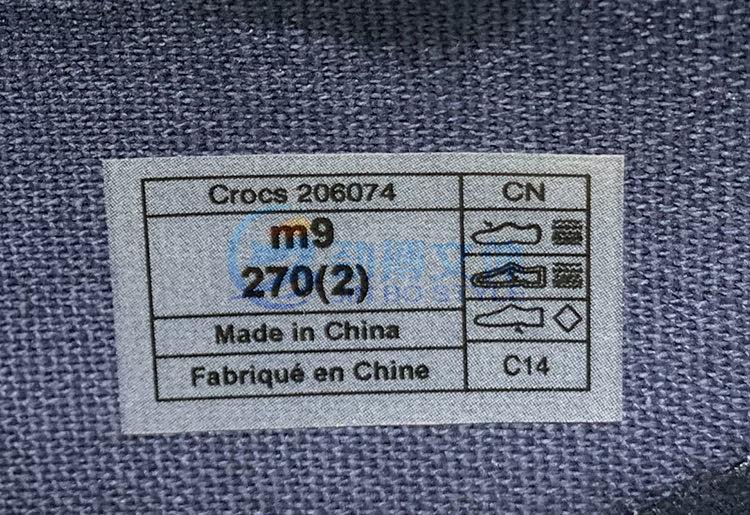 Crocs 206074
CN
m9
270(2)
Made in China
Fabriqué en Chine
C14